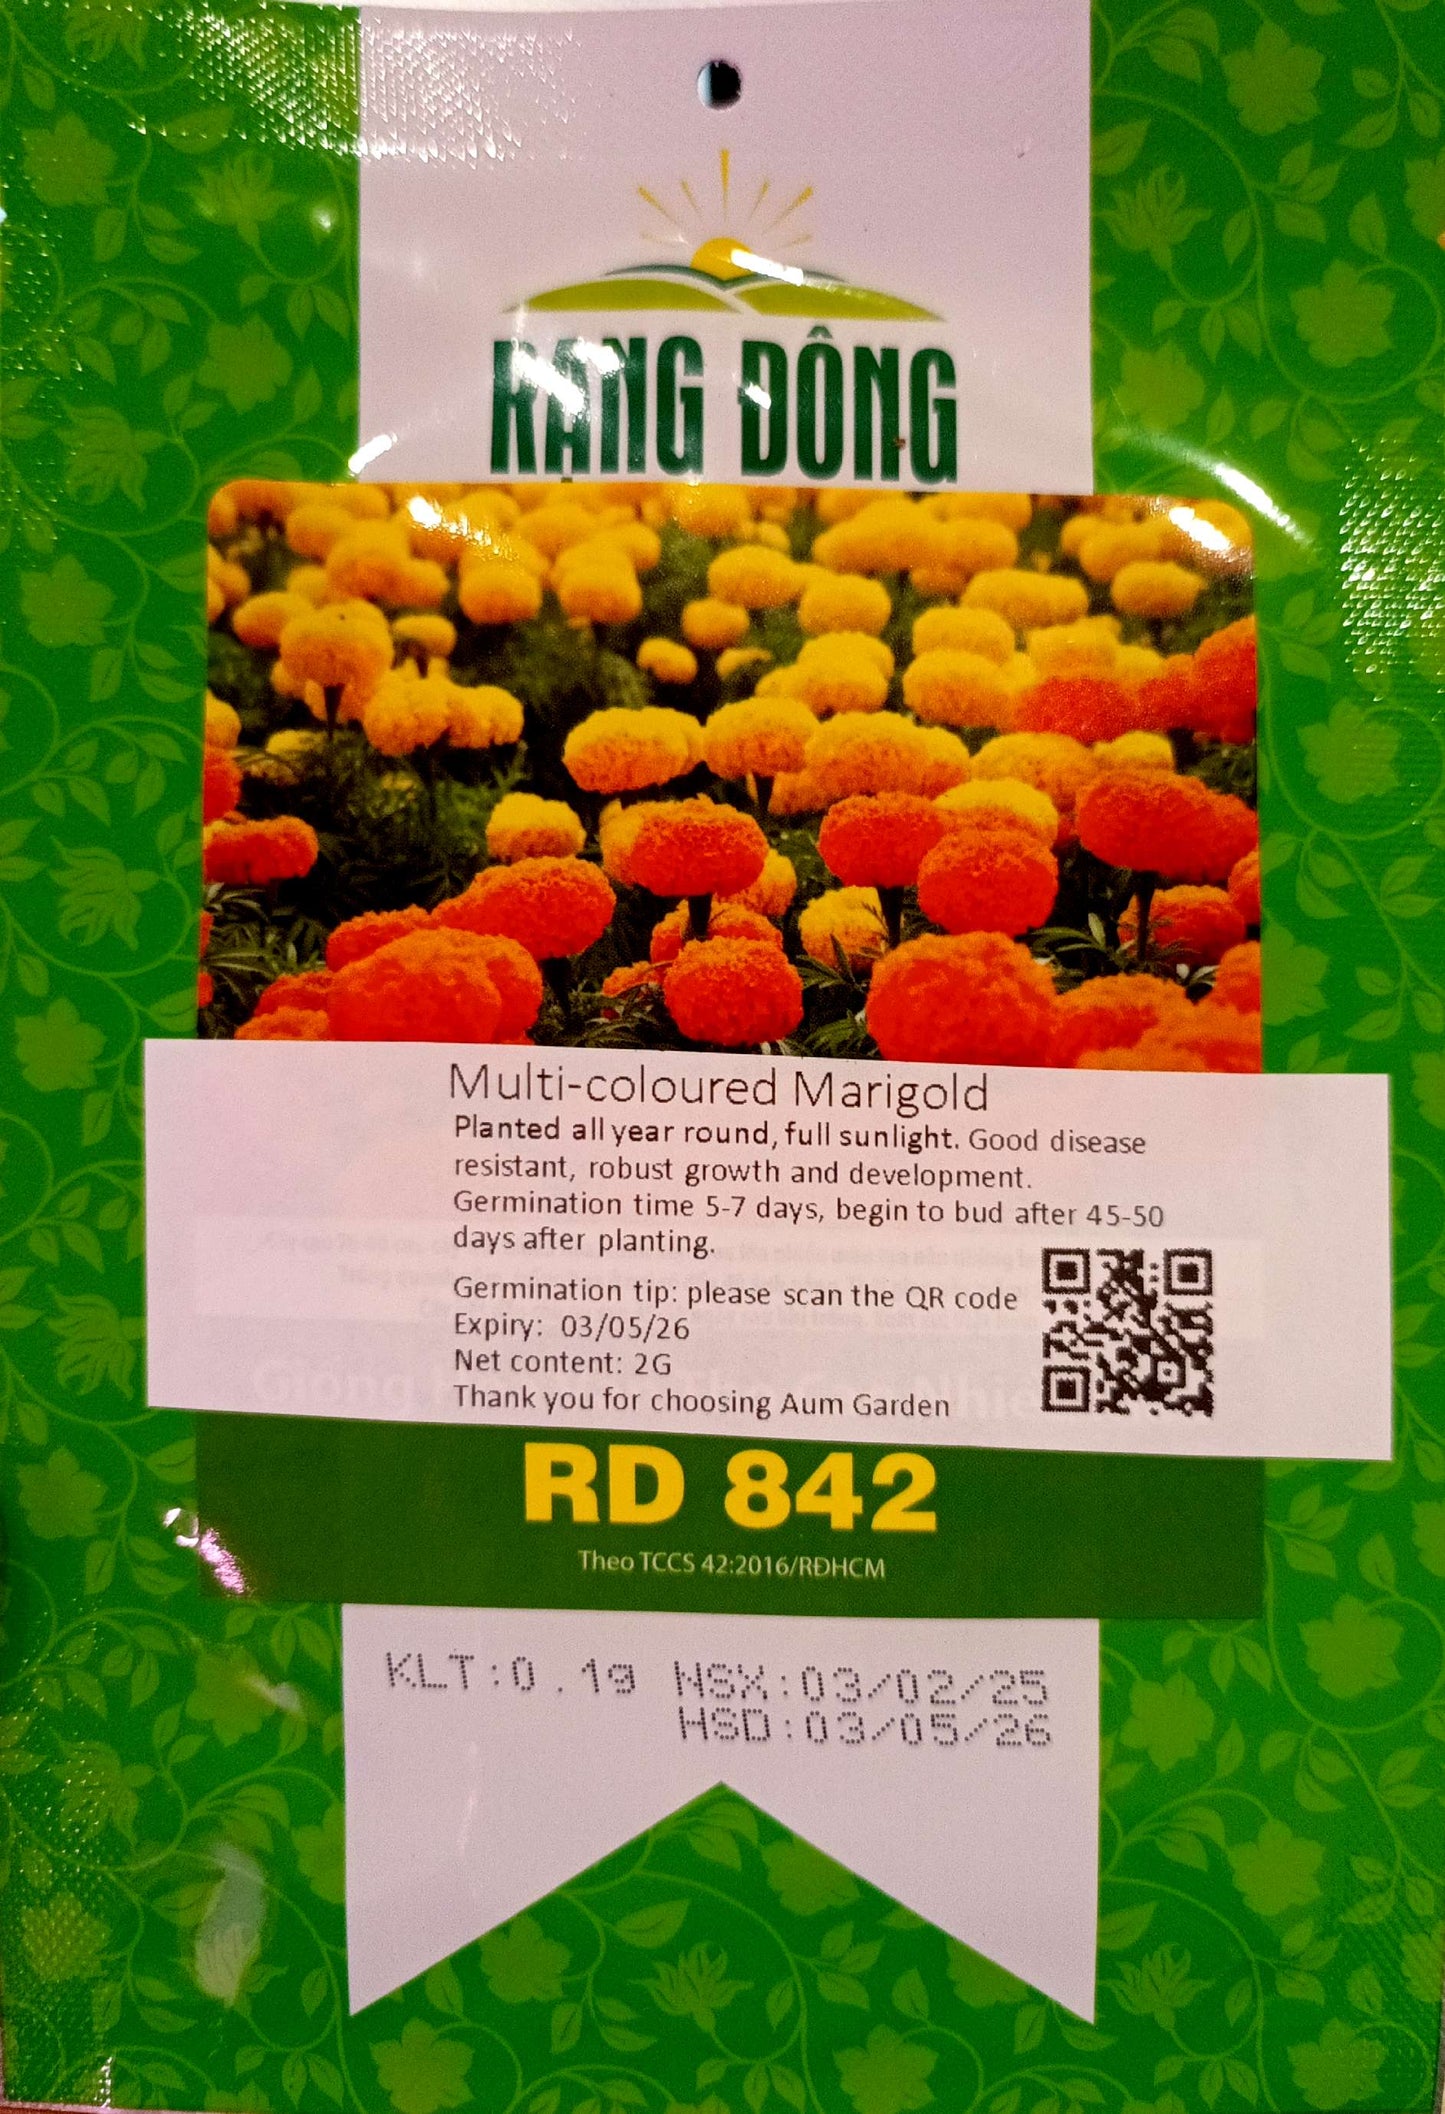 RẠNG ĐÔNG
Multi-coloured Marigold
Planted all year round, full sunlight. Good disease
resistant, robust growth and development.
Germination time 5-7 days, begin to bud after 45-50
days after planting.
Germination tip: please scan the QR code
Expiry: 03/05/26
Net content: 2G
Thank you for choosing Aum Garden
RD 842
Theo TCCS 42:2016/RĐHCM
KLT:0.1g NSX:03/02/25
HSD:03/05/26